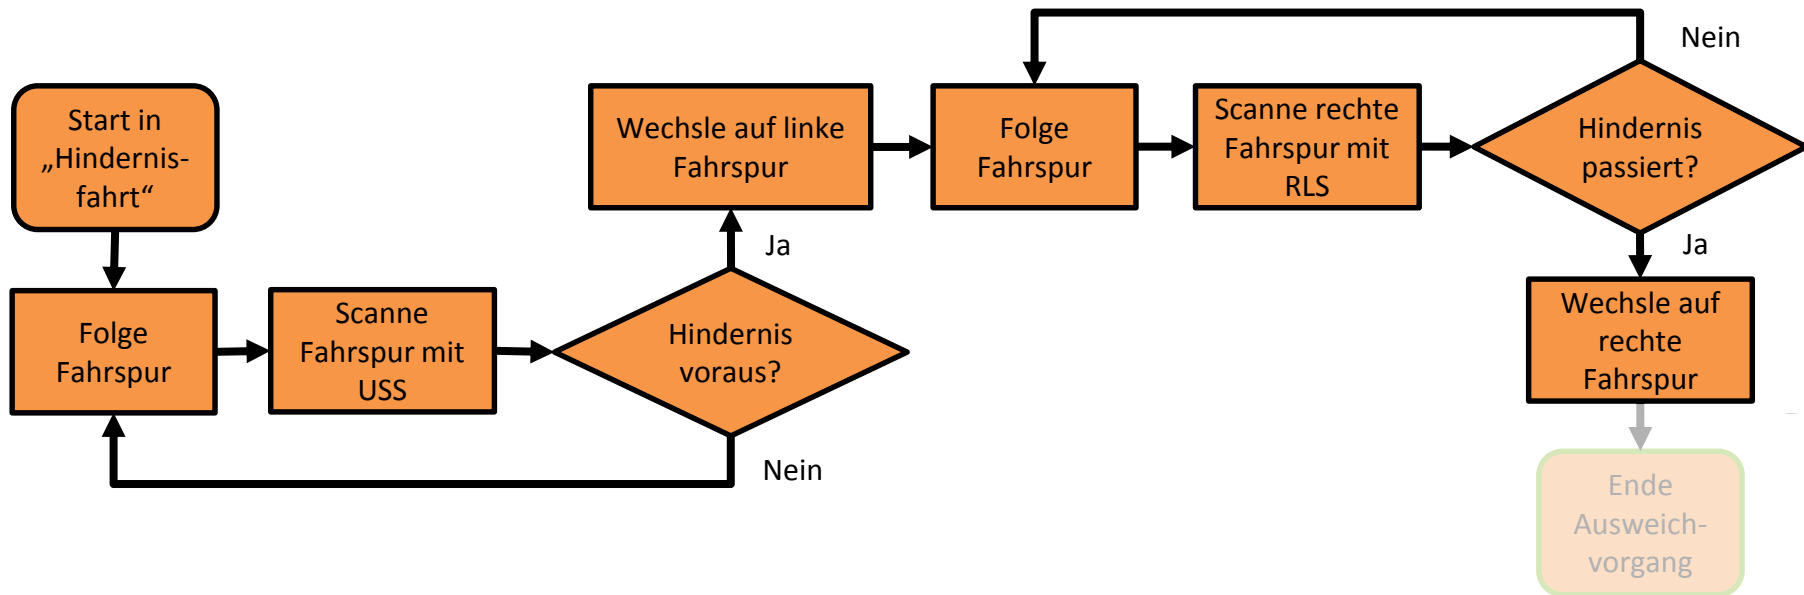 Start in
„Hindernis-
fahrt“
Folge
Fahrspur
Scanne
Fahrspur mit
USS
Hindernis
voraus?
Nein
Ja
Wechsle auf linke
Fahrspur
Folge
Fahrspur
Scanne rechte
Fahrspur mit
RLS
Hindernis
passiert?
Nein
Ja
Wechsle auf
rechte
Fahrspur
Ende
Ausweich-
vorgang